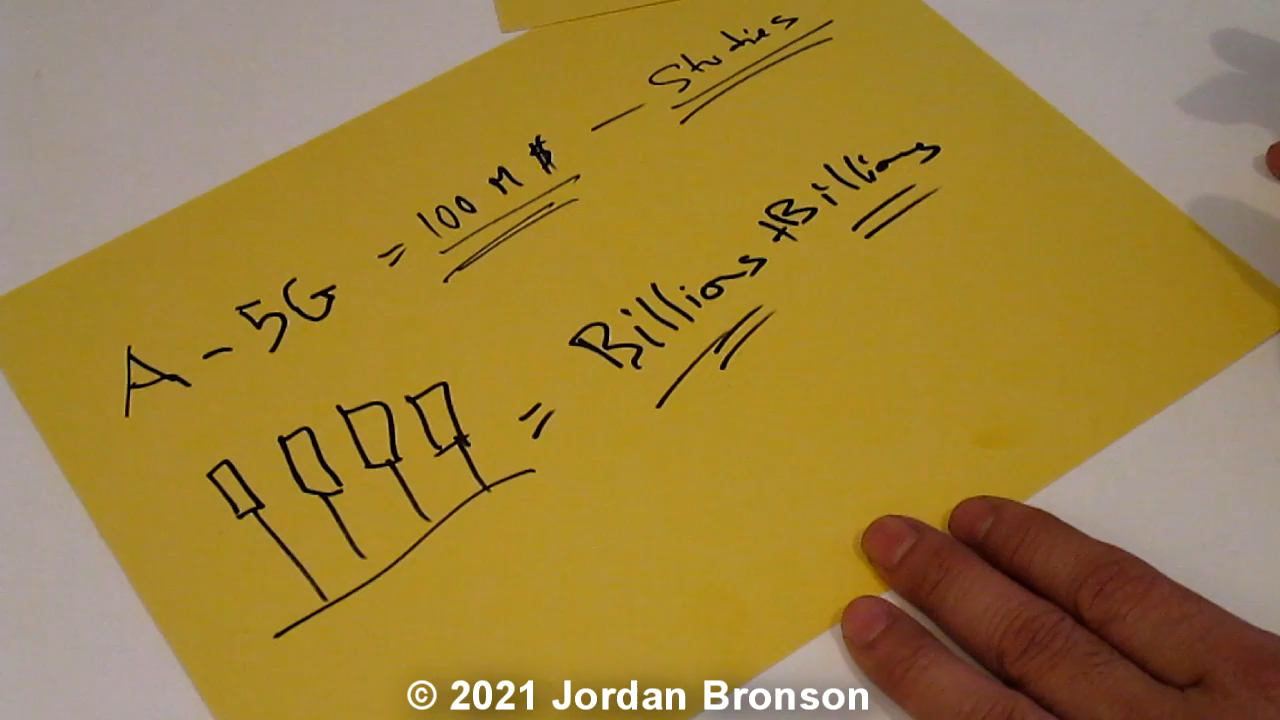 A - 5G = 100 M $ — Studies
= Billions + Billions
© 2021 Jordan Bronson